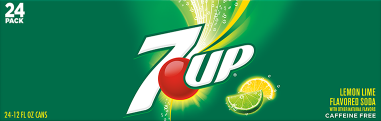 24
PACK
7UP
LEMON LIME
FLAVORED SODA
WITH OTHER NATURAL FLAVORS
CAFFEINE FREE
24-12 FL OZ CANS